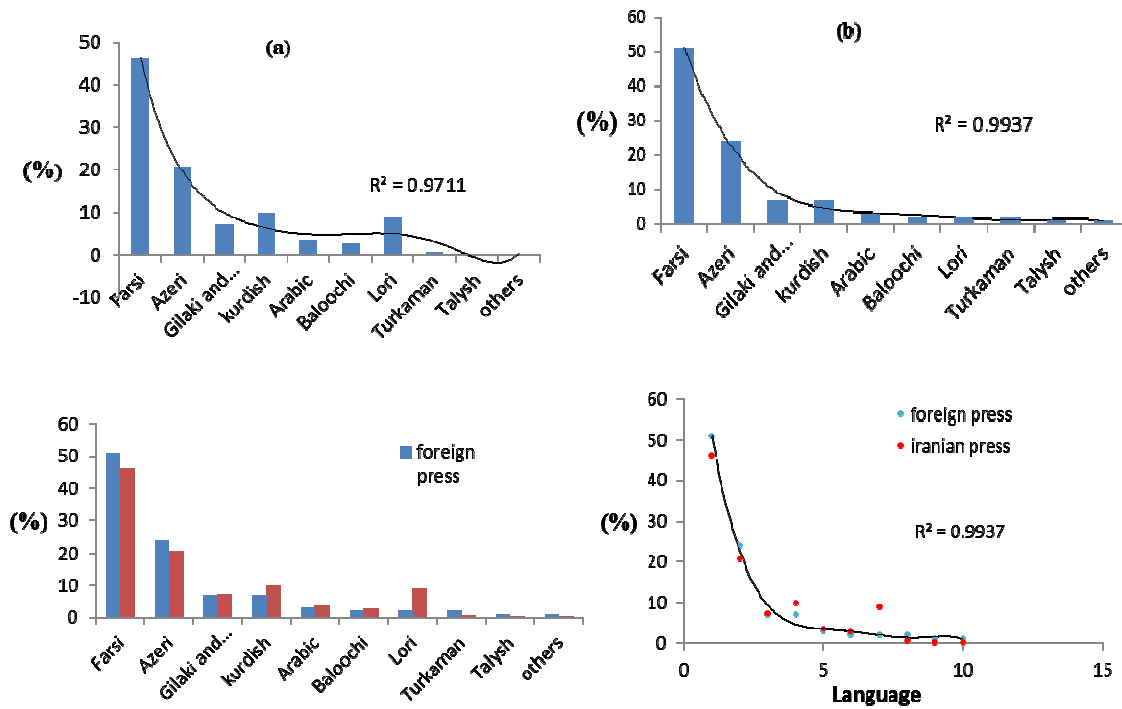 (a)
50
40
30
20
10
0
-10
(%)
R² = 0.9711
Farsi
Azeri
Gilaki and...
kurdish
Arabic
Baloochi
Lori
Turkaman
Talysh
others
(b)
60
50
40
30
20
10
0
(%)
R² = 0.9937
Farsi
Azeri
Gilaki and...
kurdish
Arabic
Baloochi
Lori
Turkaman
Talysh
others
60
50
40
30
20
10
0
(%)
foreign
press
Farsi
Azeri
Gilaki and...
kurdish
Arabic
Baloochi
Lori
Turkaman
Talysh
others
60
50
40
30
20
10
0
(%)
foreign press
iranian press
R² = 0.9937
0
5
10
15
Language